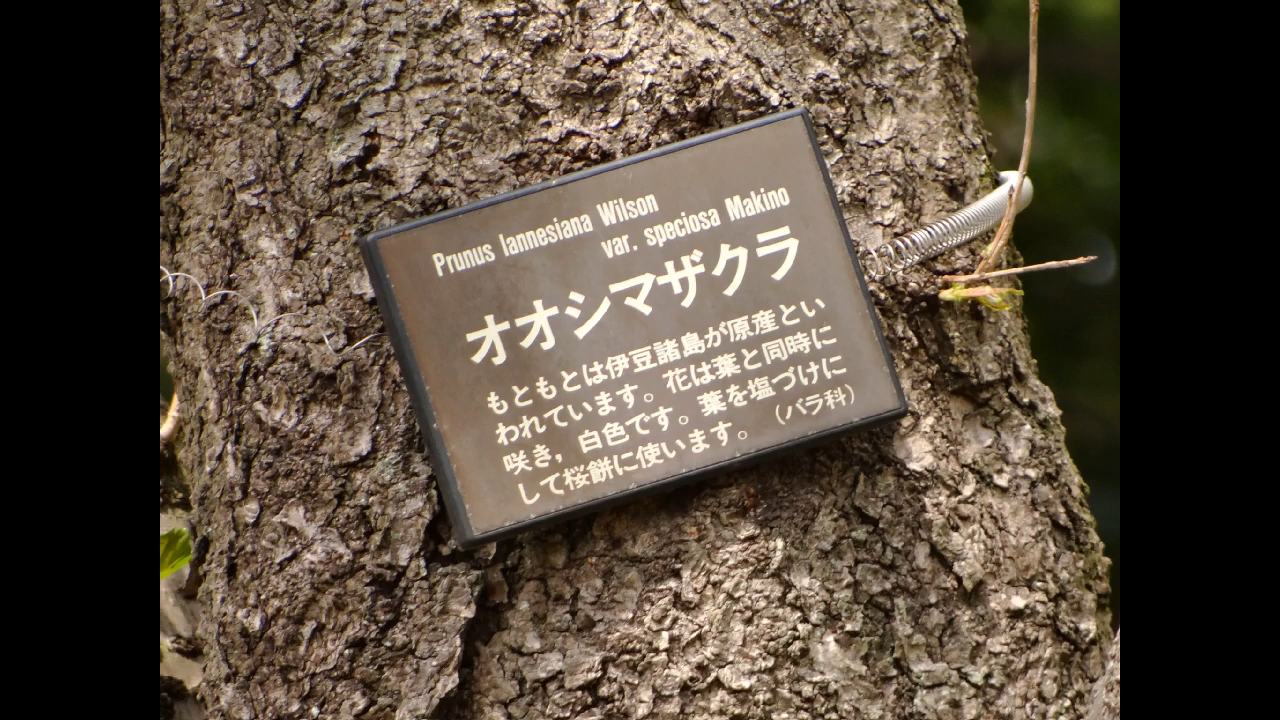 Prunus lannesiana Wilson
var. speciosa Makino
オオシマザクラ
もともとは伊豆諸島が原産とい
われています。花は葉と同時に
咲き，白色です。葉を塩づけに
して桜餅に使います。（バラ科）